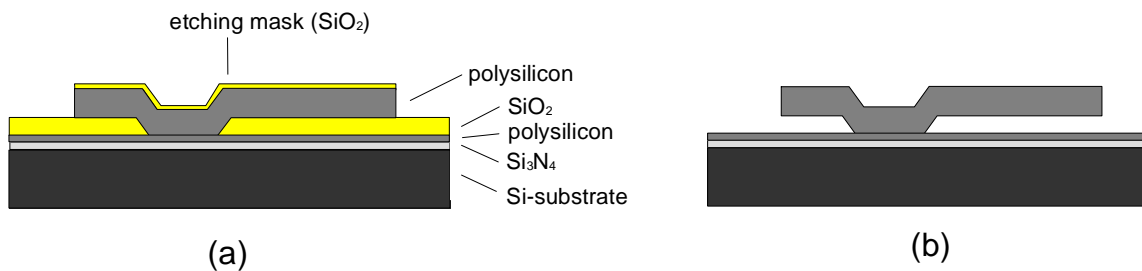 etching mask (SiO₂)
polysilicon
SiO₂
polysilicon
Si₃N₄
Si-substrate
(a)
(b)